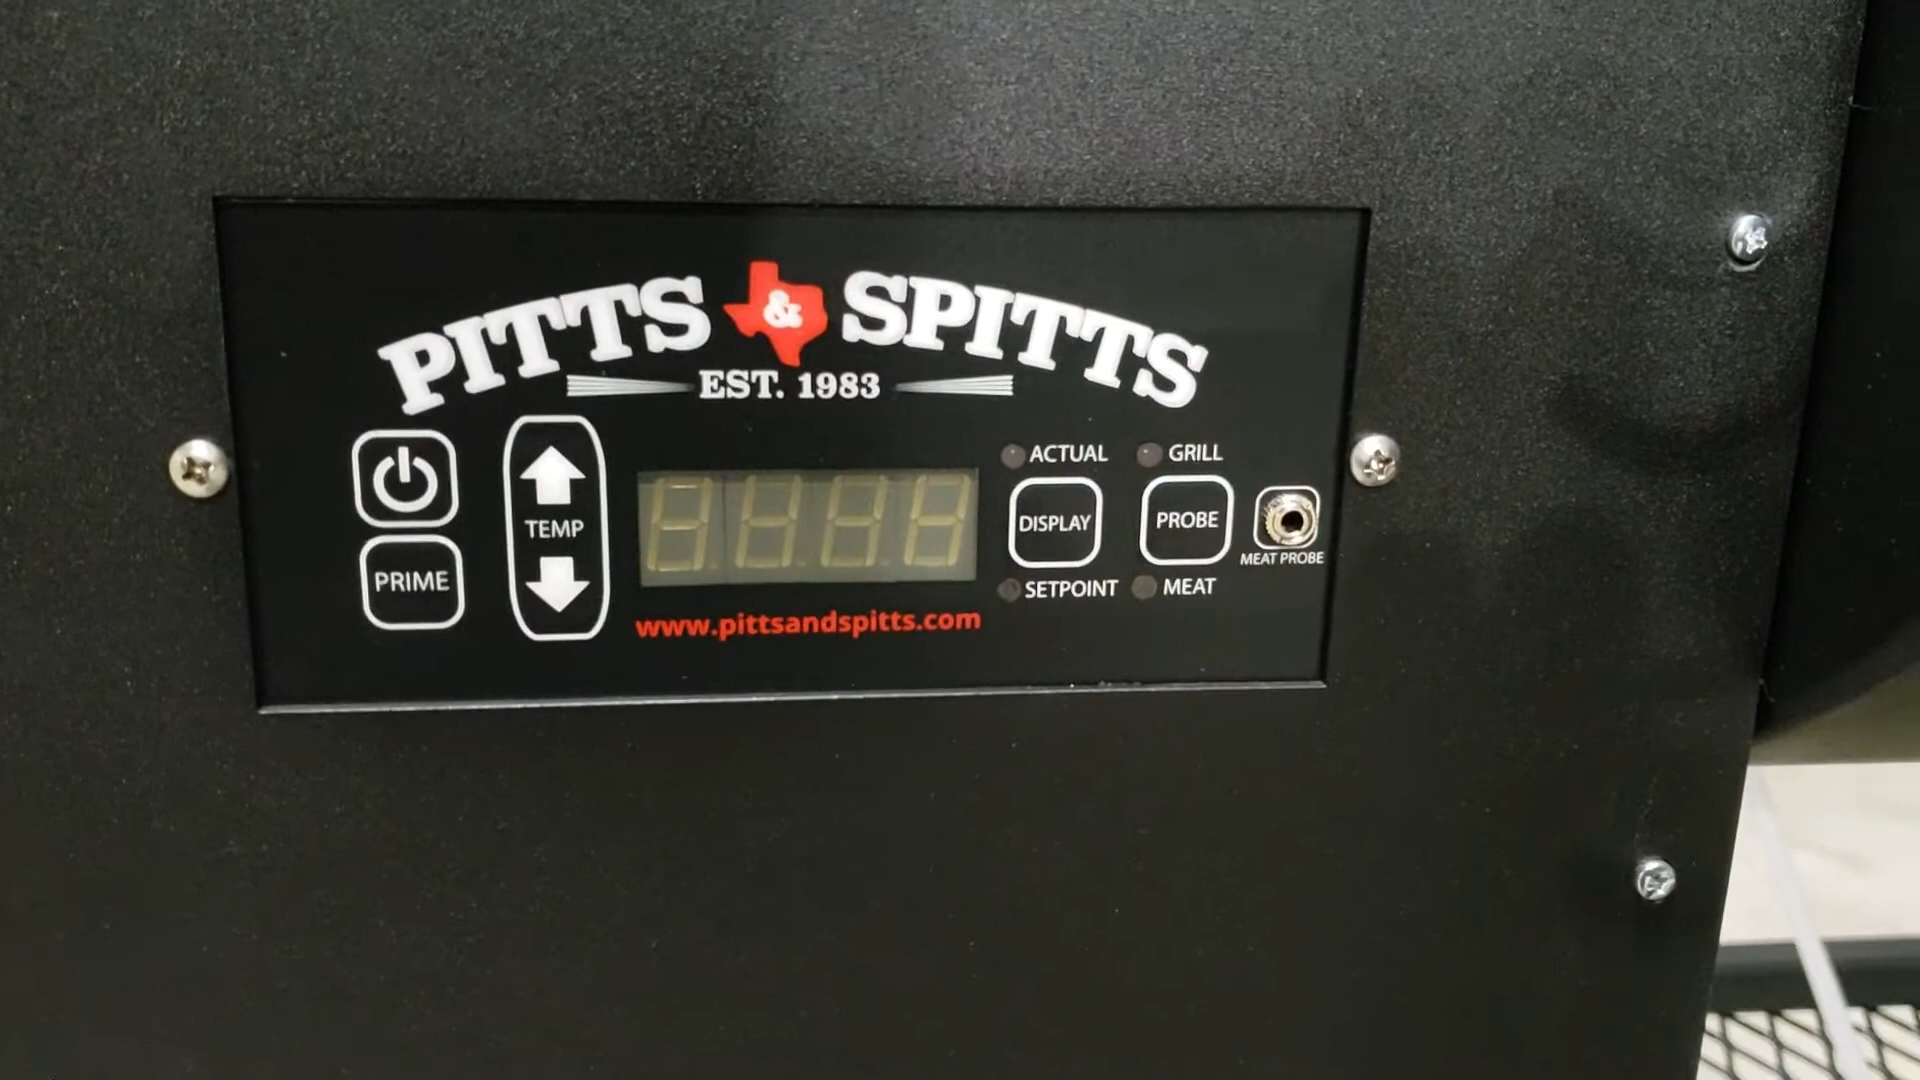 PITTS & SPITTS
EST. 1983
TEMP
PRIME
ACTUAL
DISPLAY
SETPOINT
GRILL
PROBE
MEAT
MEAT PROBE
www.pittsandspitts.com